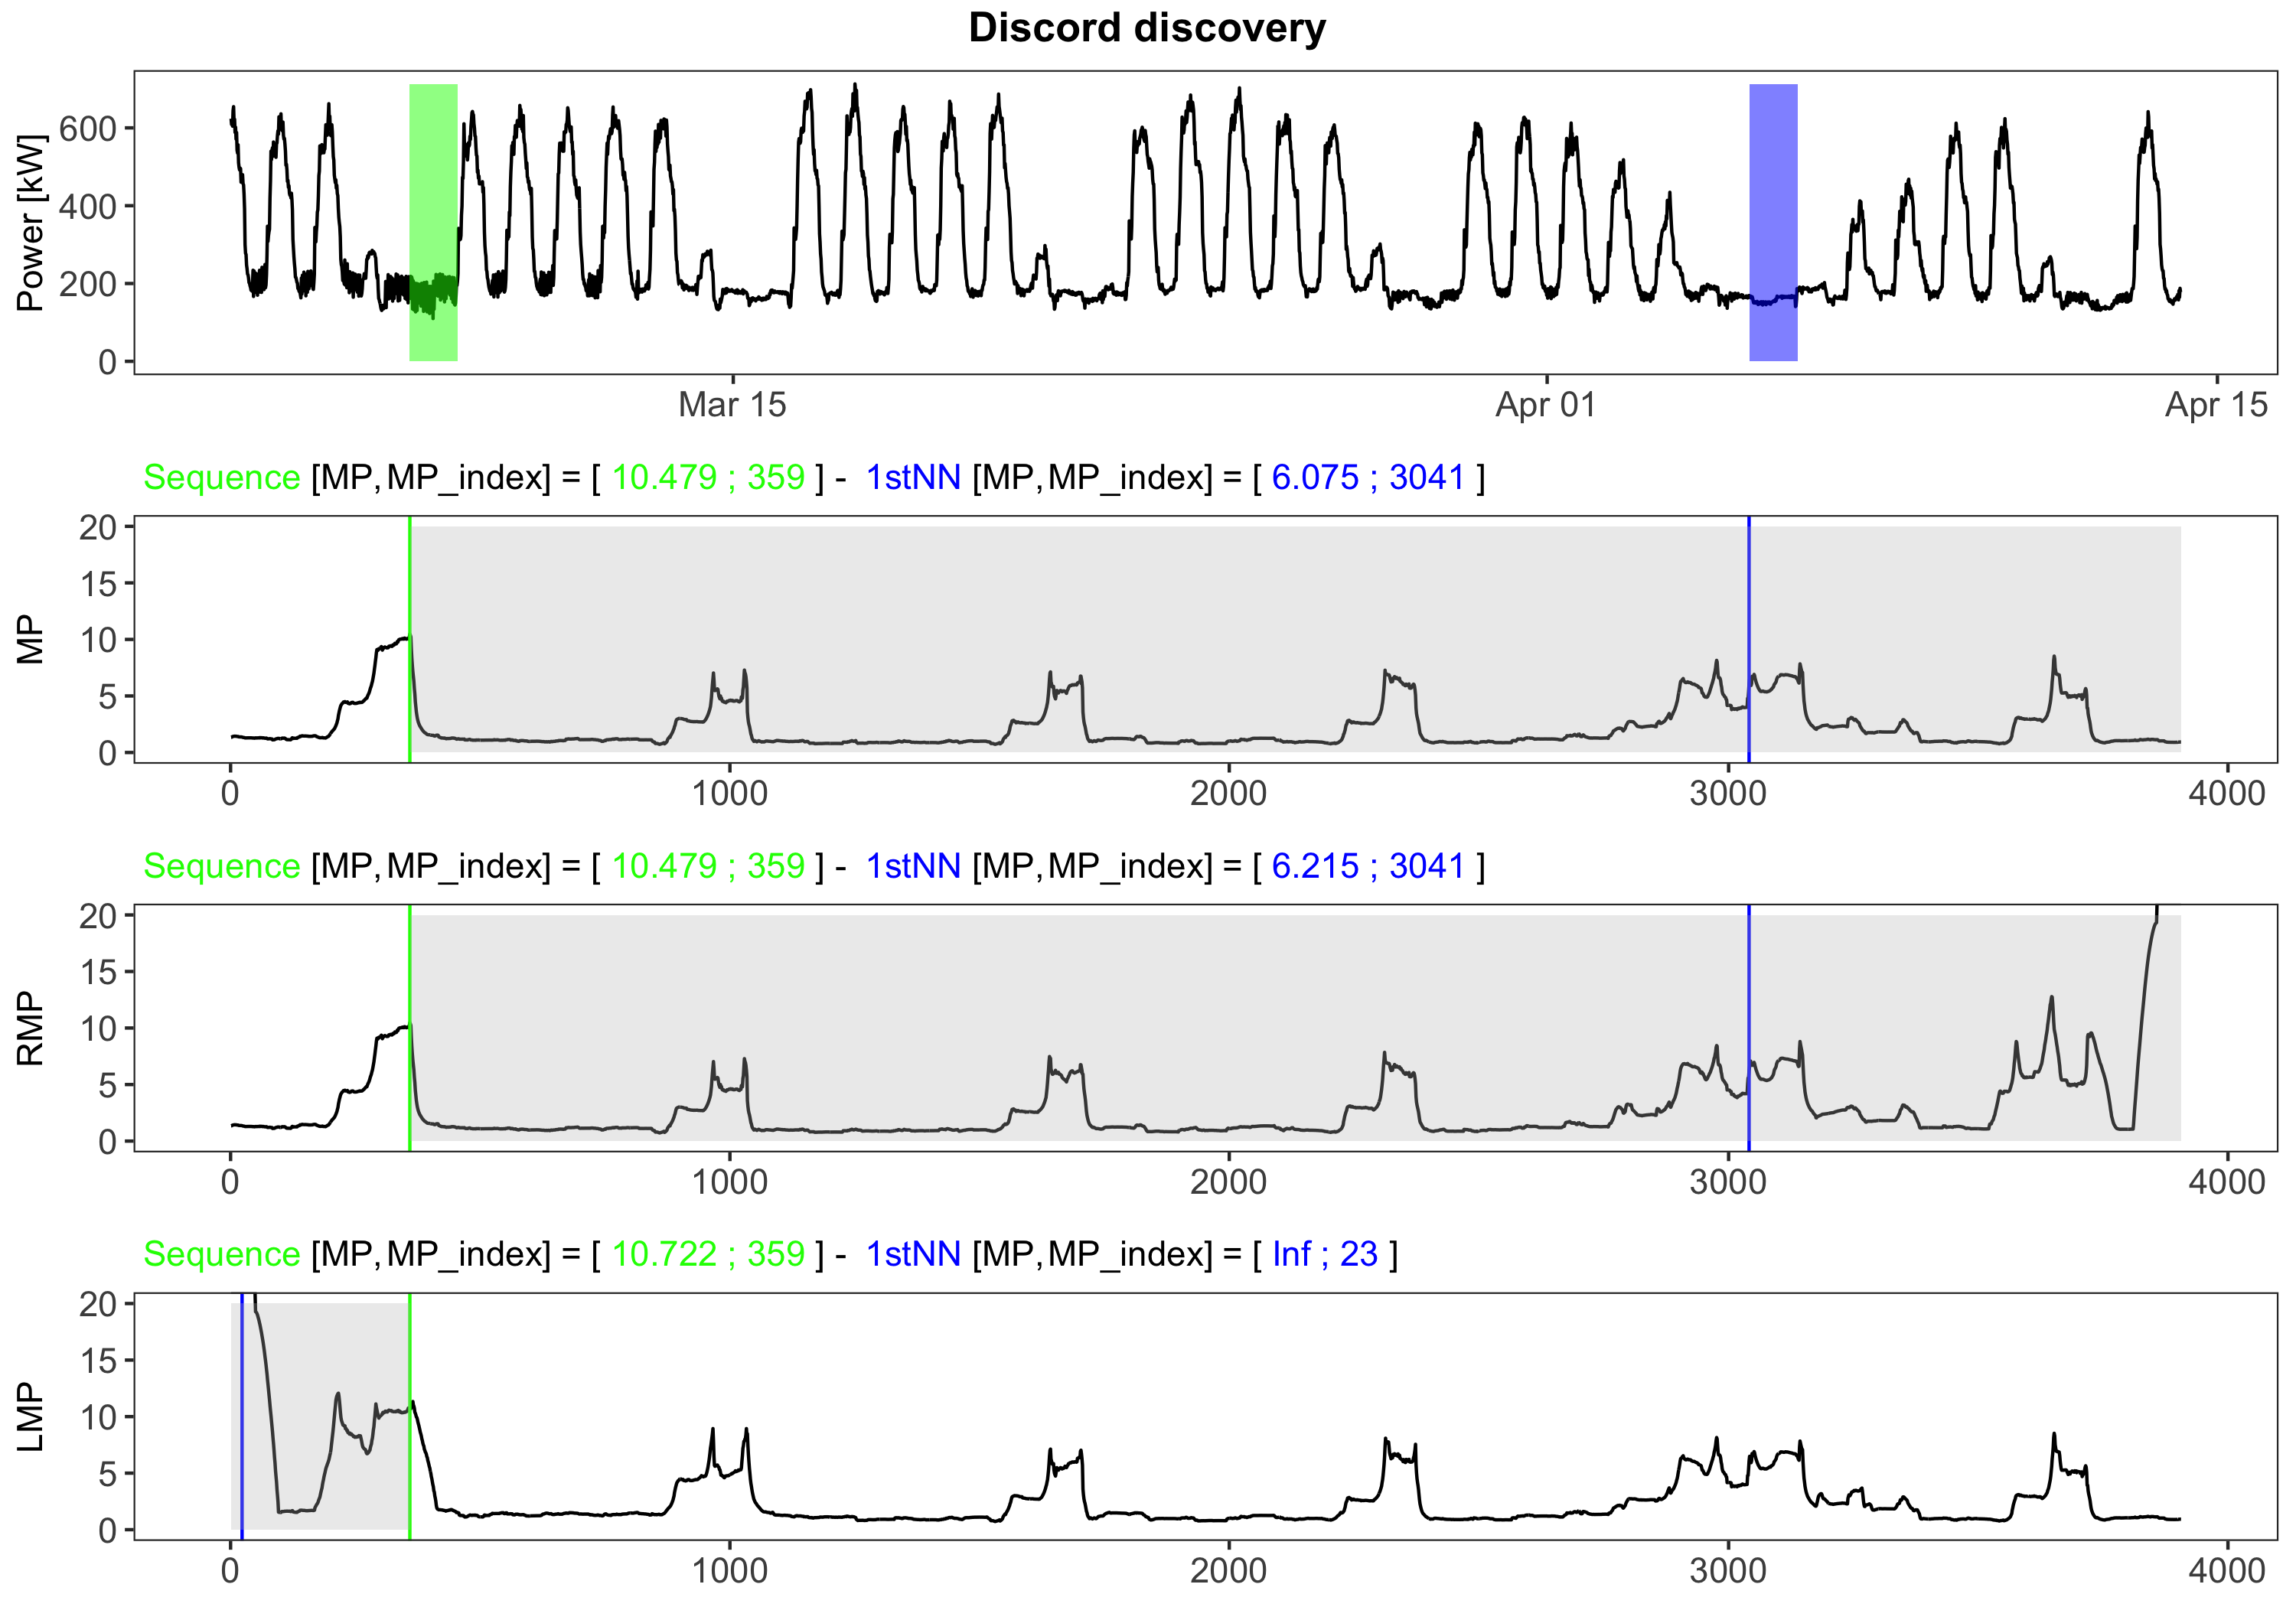 Discord discovery
Power [kW]
600
400
200
0
Mar 15 Apr 01 Apr 15
Sequence [MP, MP_index] = [ 10.479 ; 359 ] - 1stNN [MP, MP_index] = [ 6.075 ; 3041 ]
MP
20
15
10
5
0
0 1000 2000 3000 4000
Sequence [MP, MP_index] = [ 10.479 ; 359 ] - 1stNN [MP, MP_index] = [ 6.215 ; 3041 ]
RMP
20
15
10
5
0
0 1000 2000 3000 4000
Sequence [MP, MP_index] = [ 10.722 ; 359 ] - 1stNN [MP, MP_index] = [ Inf ; 23 ]
LMP
20
15
10
5
0
0 1000 2000 3000 4000